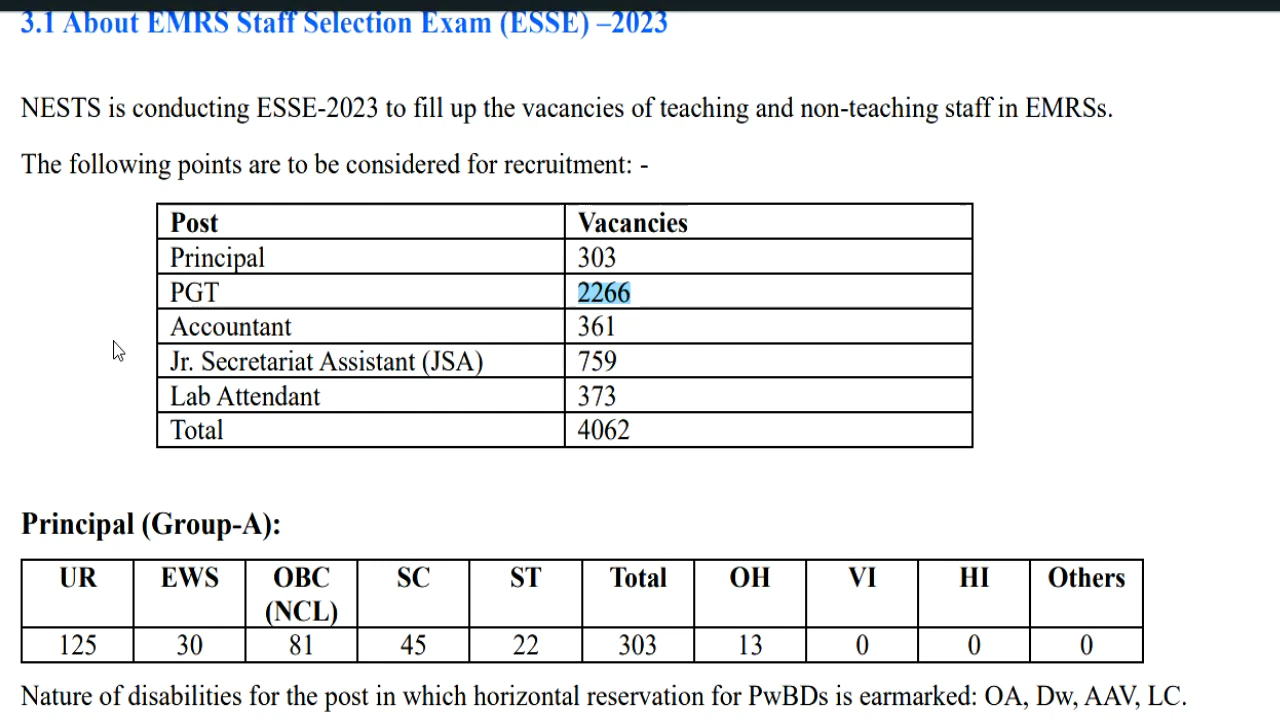 3.1 About EMRS Staff Selection Exam (ESSE) –2023
NESTS is conducting ESSE-2023 to fill up the vacancies of teaching and non-teaching staff in EMRSs.
The following points are to be considered for recruitment: -
Post Vacancies
Principal 303
PGT 2266
Accountant 361
Jr. Secretariat Assistant (JSA) 759
Lab Attendant 373
Total 4062
Principal (Group-A):
UR EWS OBC (NCL) SC ST Total OH VI HI Others
125 30 81 45 22 303 13 0 0 0
Nature of disabilities for the post in which horizontal reservation for PwBDs is earmarked: OA, Dw, AAV, LC.